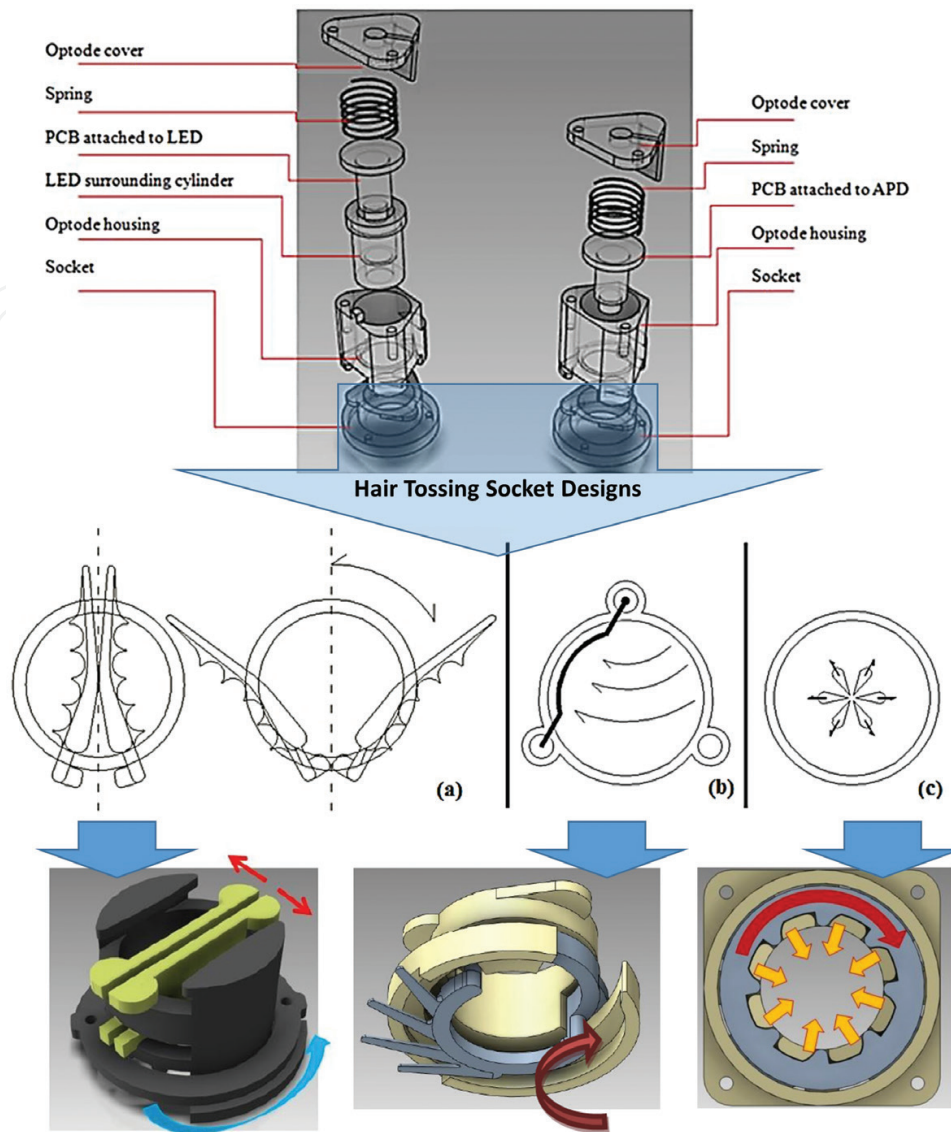 Optode cover
Spring
PCB attached to LED
LED surrounding cylinder
Optode housing
Socket
Optode cover
Spring
PCB attached to APD
Optode housing
Socket
Hair Tossing Socket Designs
(a)
(b)
(c)